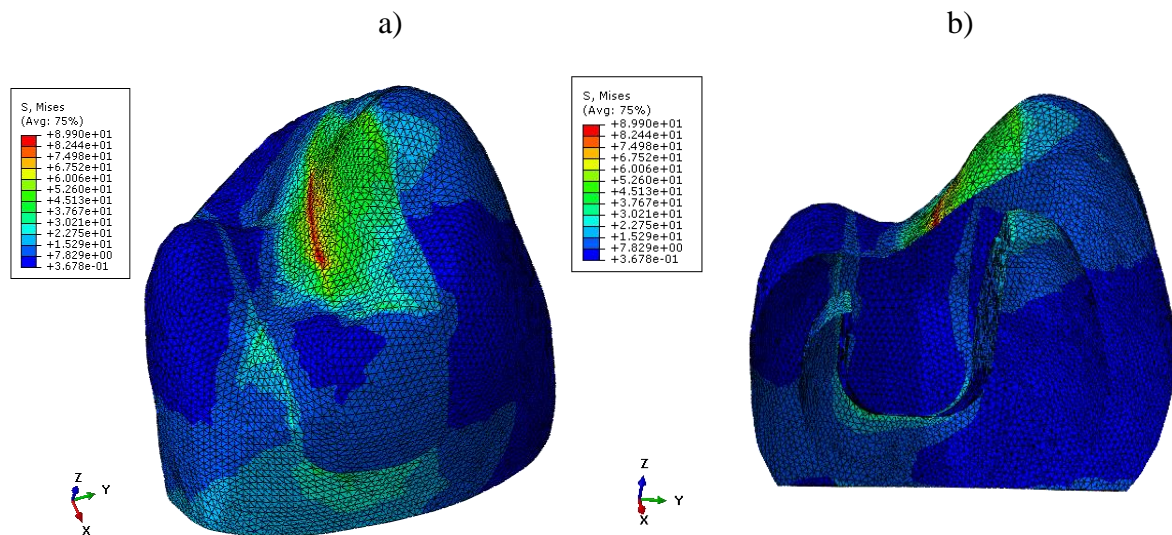 a)
b)
S, Mises
(Avg: 75%)
+8.990e+01
+8.244e+01
+7.498e+01
+6.752e+01
+6.006e+01
+5.260e+01
+4.513e+01
+3.767e+01
+3.021e+01
+2.275e+01
+1.529e+01
+7.829e+00
+3.678e-01
S, Mises
(Avg: 75%)
+8.990e+01
+8.244e+01
+7.498e+01
+6.752e+01
+6.006e+01
+5.260e+01
+4.513e+01
+3.767e+01
+3.021e+01
+2.275e+01
+1.529e+01
+7.829e+00
+3.678e-01
Z
Y
X
Z
Y
X